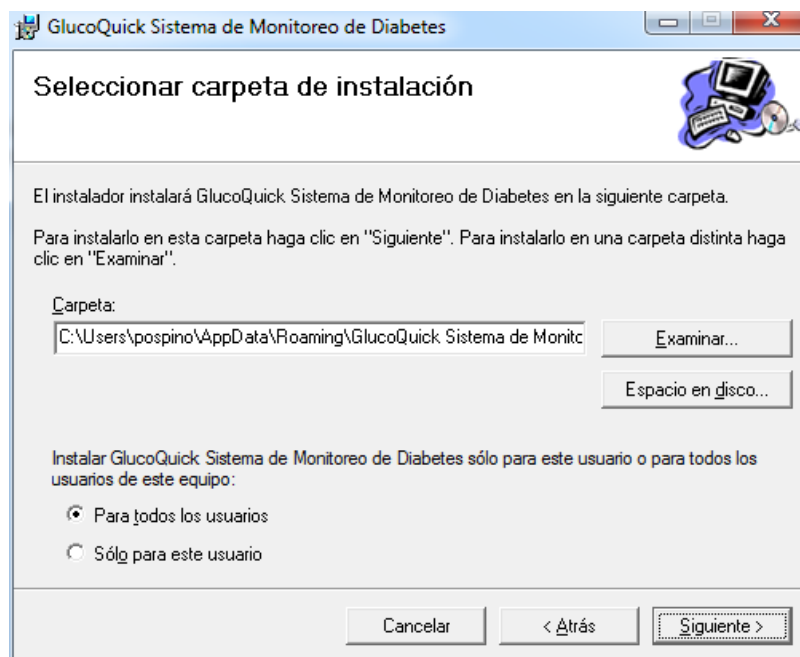 GlucoQuick Sistema de Monitoreo de Diabetes
Seleccionar carpeta de instalación
El instalador instalará GlucoQuick Sistema de Monitoreo de Diabetes en la siguiente carpeta.
Para instalarlo en esta carpeta haga clic en "Siguiente". Para instalarlo en una carpeta distinta haga
clic en "Examinar".
Carpeta:
C:\Users\pospino\AppData\Roaming\GlucoQuick Sistema de Monitc
Examinar...
Espacio en disco...
Instalar GlucoQuick Sistema de Monitoreo de Diabetes sólo para este usuario o para todos los
usuarios de este equipo:
Para todos los usuarios
Sólo para este usuario
Cancelar
< Atrás
Siguiente >